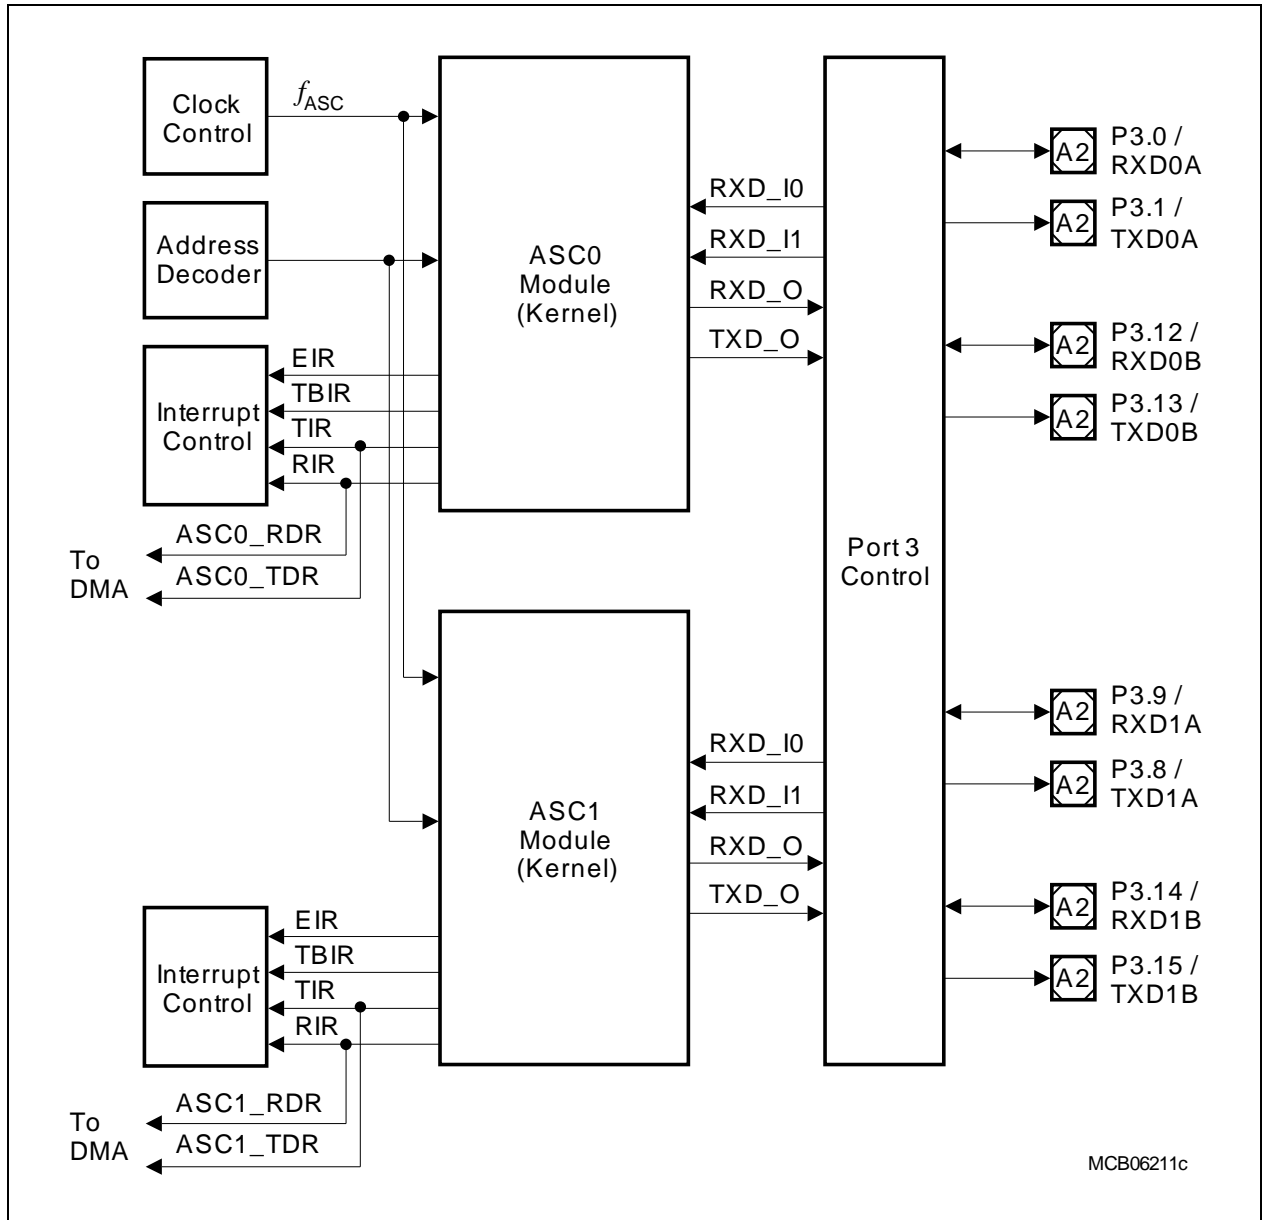 Clock
Control
fASC
Address
Decoder
Interrupt
Control
EIR
TBIR
TIR
RIR
To
DMA
ASC0_RDR
ASC0_TDR
ASC0
Module
(Kernel)
RXD_I0
RXD_I1
RXD_O
TXD_O
Port 3
Control
A2
P3.0 /
RXD0A
A2
P3.1 /
TXD0A
A2
P3.12 /
RXD0B
A2
P3.13 /
TXD0B
ASC1
Module
(Kernel)
RXD_I0
RXD_I1
RXD_O
TXD_O
A2
P3.9 /
RXD1A
A2
P3.8 /
TXD1A
A2
P3.14 /
RXD1B
A2
P3.15 /
TXD1B
Interrupt
Control
EIR
TBIR
TIR
RIR
To
DMA
ASC1_RDR
ASC1_TDR
MCB06211c